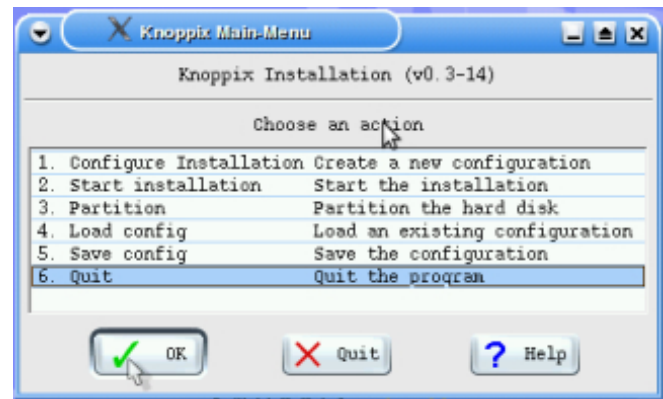 Knoppix Main-Menu
Knoppix Installation (v0.3-14)
Choose an action
1. Configure Installation Create a new configuration
2. Start installation Start the installation
3. Partition Partition the hard disk
4. Load config Load an existing configuration
5. Save config Save the configuration
6. Quit Quit the program
OK Quit ? Help